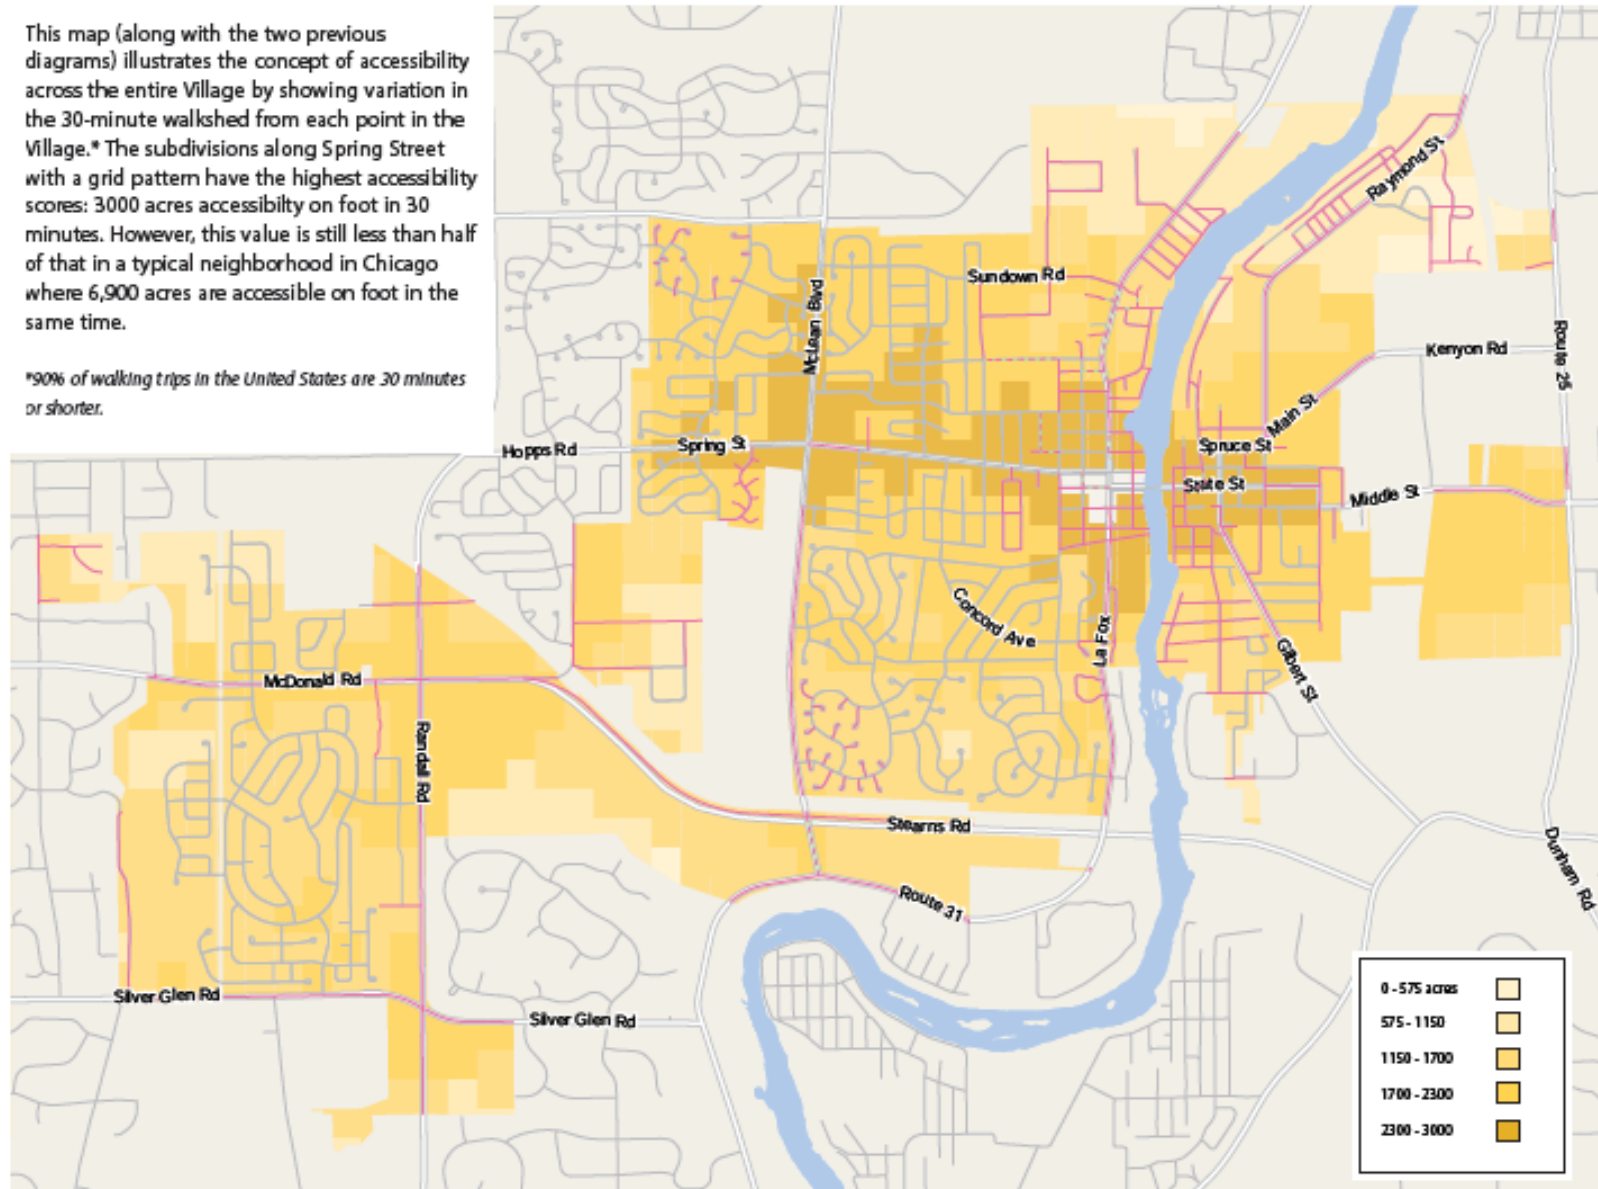 This map (along with the two previous
diagrams) illustrates the concept of accessibility
across the entire Village by showing variation in
the 30-minute walkshed from each point in the
Village.* The subdivisions along Spring Street
with a grid pattern have the highest accessibility
scores: 3000 acres accessibilty on foot in 30
minutes. However, this value is still less than half
of that in a typical neighborhood in Chicago
where 6,900 acres are accessible on foot in the
same time.
*90% of walking trips in the United States are 30 minutes
or shorter.
Raymond St
Sundown Rd
McLean Blvd
Route 25
Kenyon Rd
Main St
Hopps Rd
Spring St
Spruce St
State St
Middle St
Concord Ave
La Fox
Gilbert St
McDonald Rd
Randall Rd
Stearns Rd
Dunham Rd
Route 31
Silver Glen Rd
Silver Glen Rd
0 - 575 acres
575 - 1150
1150 - 1700
1700 - 2300
2300 - 3000